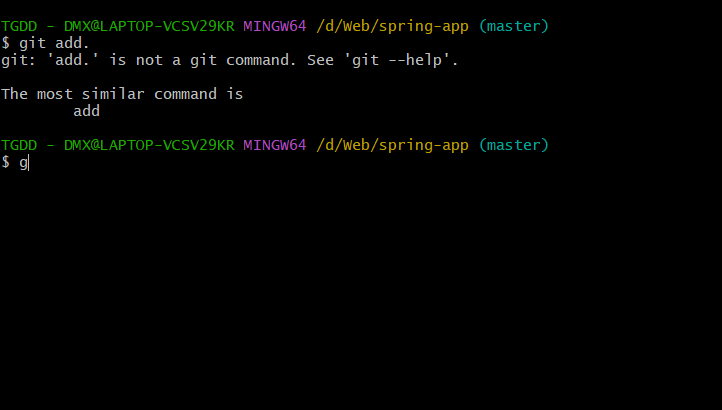 TGDD - DMX@LAPTOP-VCSV29KR MINGW64 /d/Web/spring-app (master)
$ git add.
git: 'add.' is not a git command. See 'git --help'.
The most similar command is
add
TGDD - DMX@LAPTOP-VCSV29KR MINGW64 /d/Web/spring-app (master)
$ g